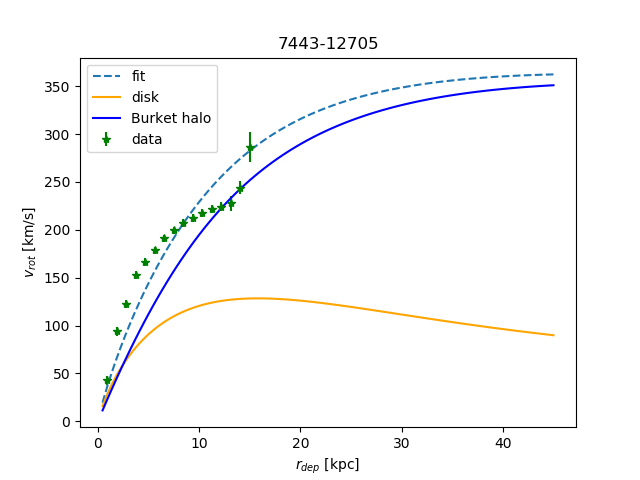 7443-12705
fit
disk
Burket halo
data
350
300
250
200
150
100
50
0
v_rot [km/s]
0 10 20 30 40
r_dep [kpc]